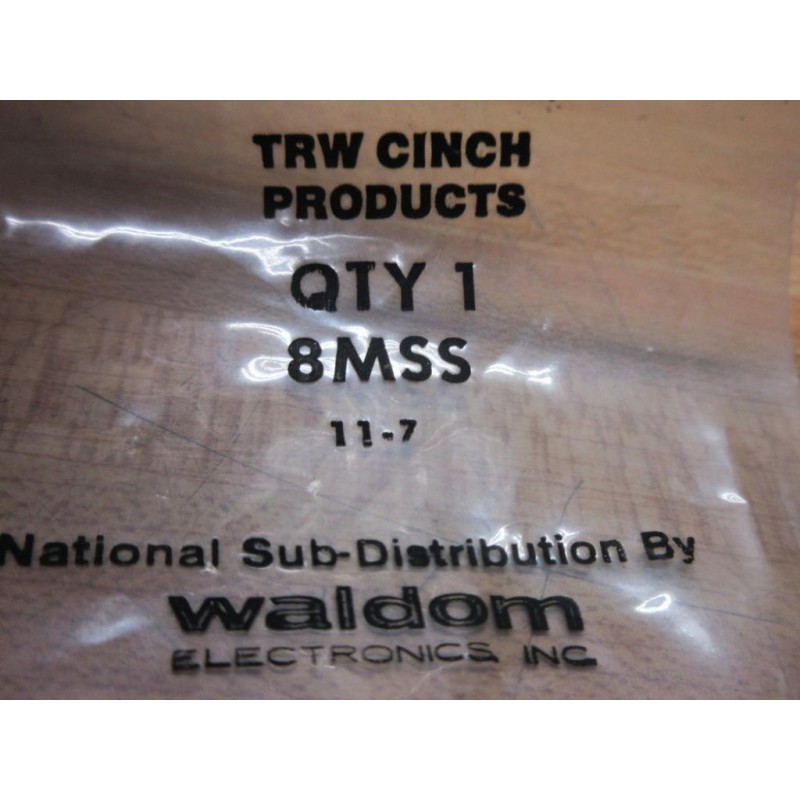 TRW CINCH
PRODUCTS
QTY 1
8MSS
11-7
National Sub-Distribution By
waldom
ELECTRONICS INC